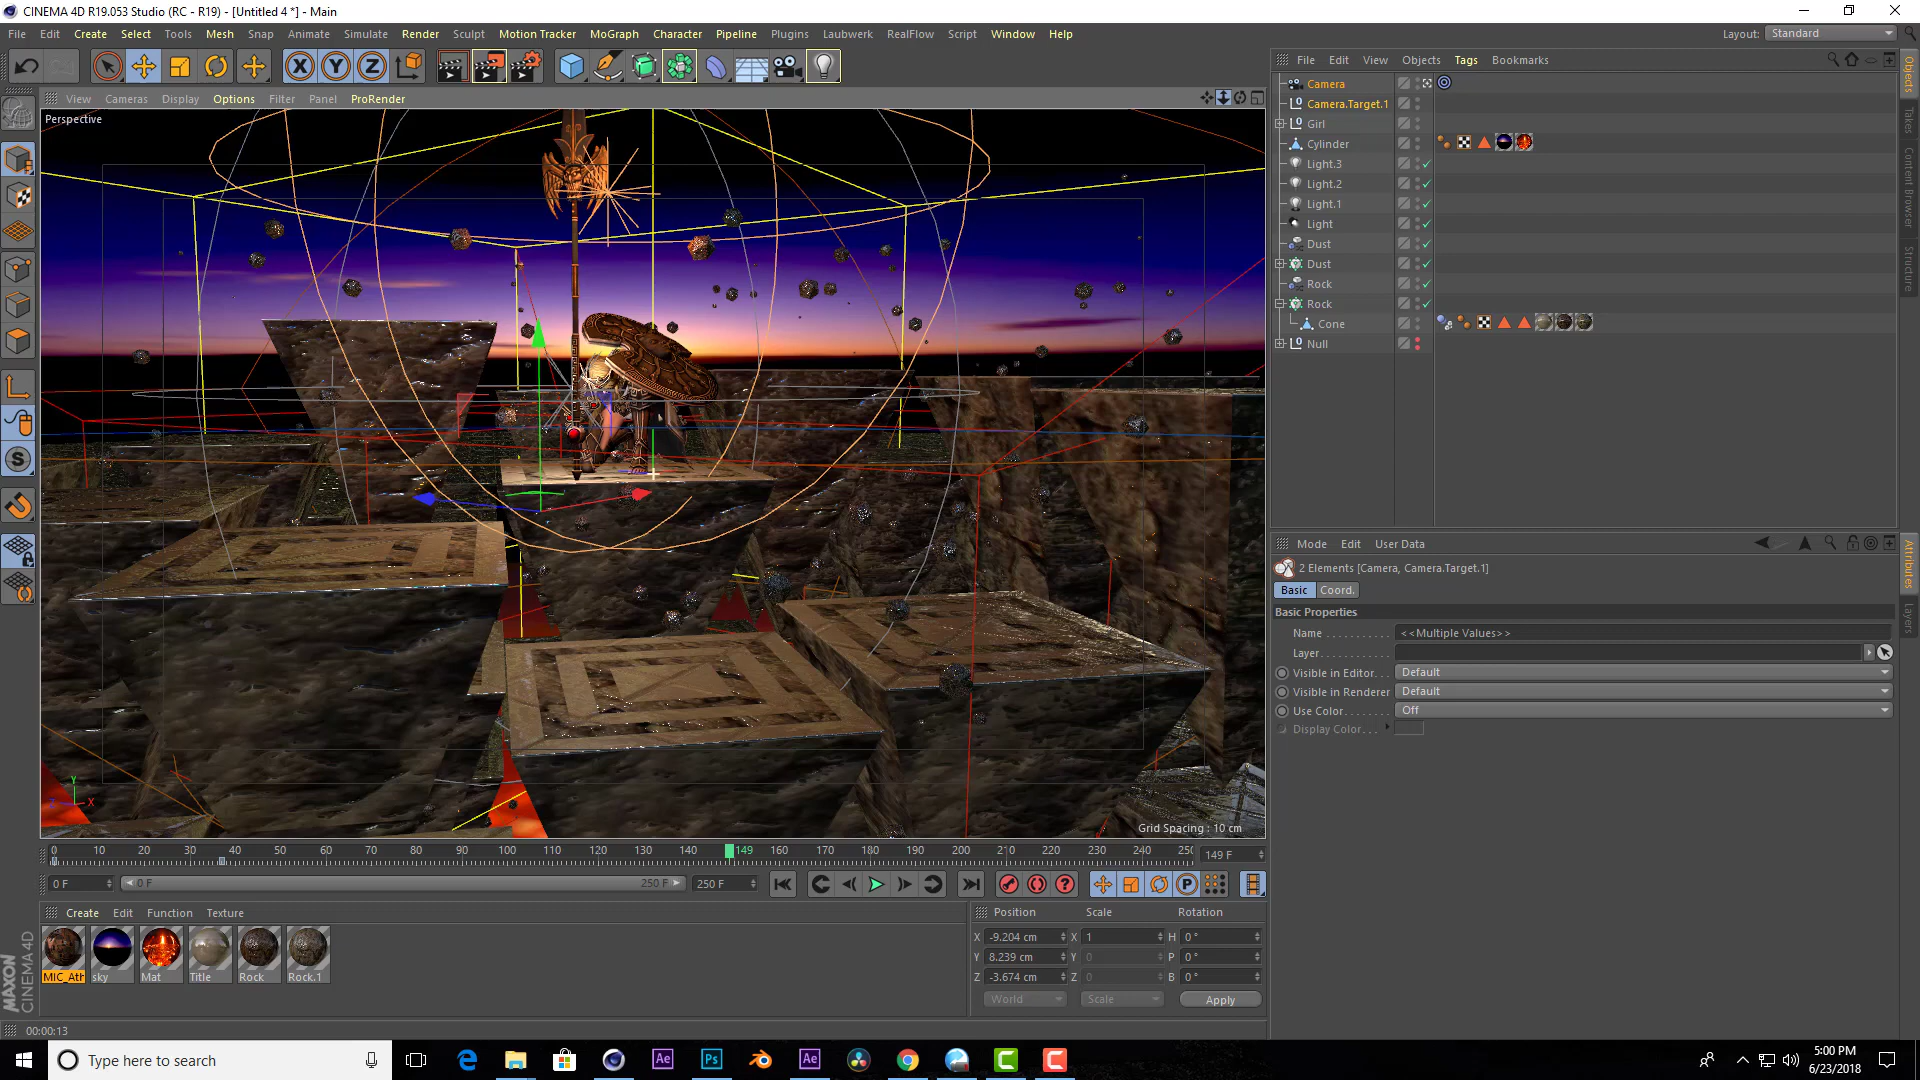 CINEMA 4D R19.053 Studio (RC - R19) - [Untitled 4 *] - Main
File Edit Create Select Tools Mesh Snap Animate Simulate Render Sculpt Motion Tracker MoGraph Character Pipeline Plugins Laubwerk RealFlow Script Window Help Layout: Standard
File Edit View Objects Tags Bookmarks
View Cameras Display Options Filter Panel ProRender
Perspective
Camera
Camera.Target.1
Girl
Cylinder
Light.3
Light.2
Light.1
Light
Dust
Dust
Rock
Rock
Cone
Null
Objects
Takes
Content Browser
Structure
Mode Edit User Data
2 Elements [Camera, Camera.Target.1]
Basic Coord.
Basic Properties
Name <<Multiple Values>>
Layer
Visible in Editor Default
Visible in Renderer Default
Use Color Off
Display Color
Attributes
Layers
Y
X
Grid Spacing : 10 cm
0 10 20 30 40 50 60 70 80 90 100 110 120 130 140 149 160 170 180 190 200 210 220 230 240 250 149 F
0 F 0 F 250 F 250 F
Create Edit Function Texture
MIC_Ath sky Mat Title Rock Rock.1
Position Scale Rotation
X -9.204 cm X 1 H 0 °
Y 8.239 cm Y 0 P 0 °
Z -3.674 cm Z 0 B 0 °
World Scale Apply
MAXON
CINEMA 4D
00:00:13
Type here to search
5:00 PM
6/23/2018